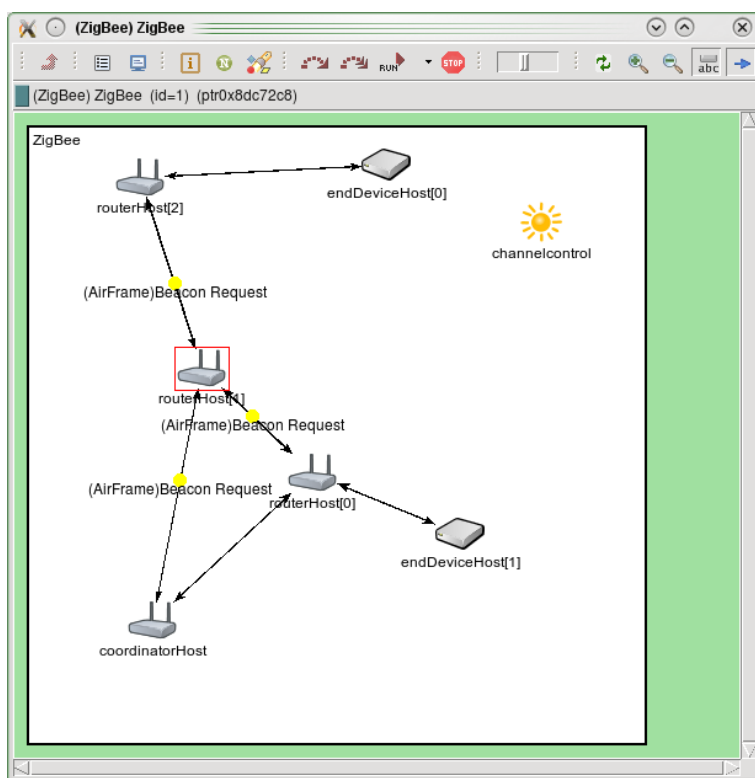 (ZigBee) ZigBee
RUN
STOP
abc
(ZigBee) ZigBee (id=1) (ptr0x8dc72c8)
ZigBee
endDeviceHost[0]
routerHost[2]
channelcontrol
(AirFrame)Beacon Request
routerHost[1]
(AirFrame)Beacon Request
(AirFrame)Beacon Request
routerHost[0]
endDeviceHost[1]
coordinatorHost